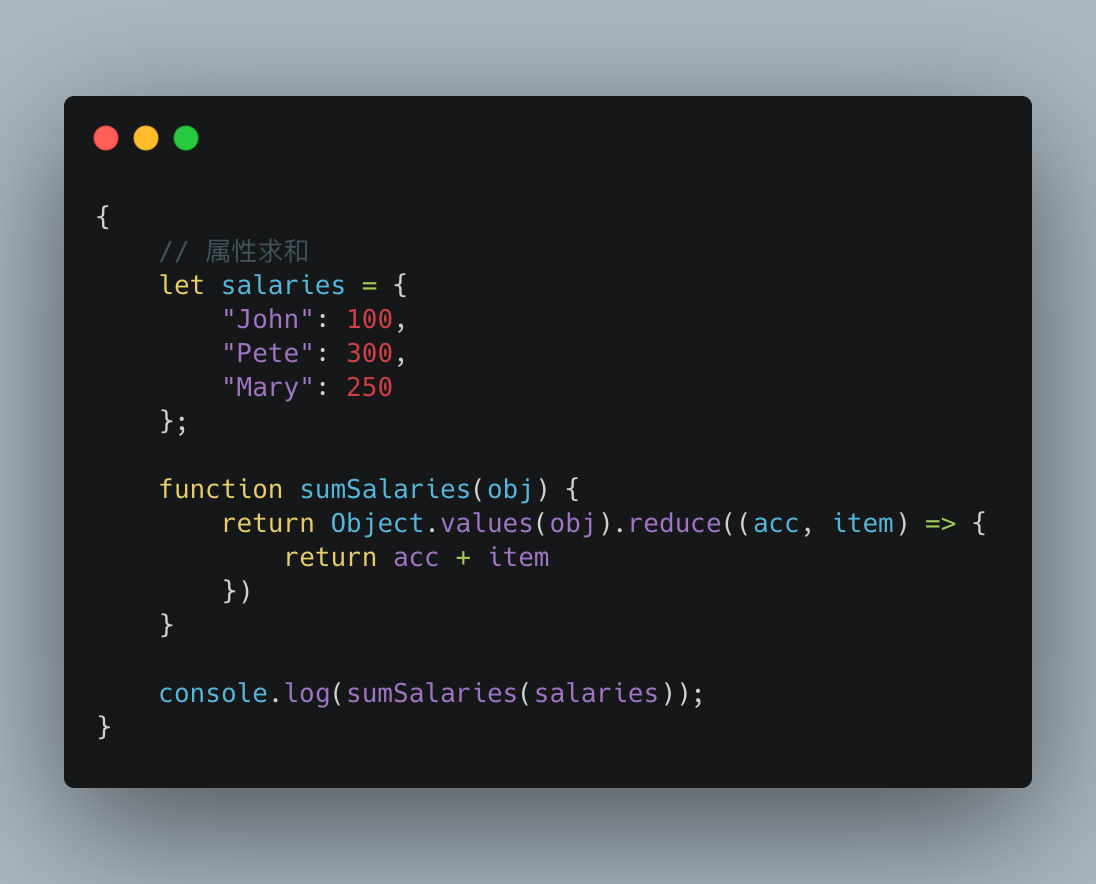 {
    // 属性求和
    let salaries = {
        "John": 100,
        "Pete": 300,
        "Mary": 250
    };

    function sumSalaries(obj) {
        return Object.values(obj).reduce((acc, item) => {
            return acc + item
        })
    }

    console.log(sumSalaries(salaries));
}